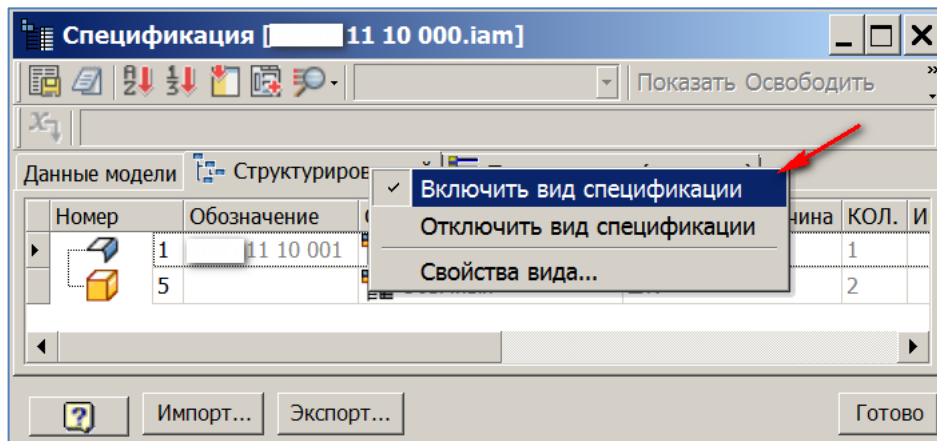 Спецификация [ 11 10 000.iam]
Показать Освободить
Данные модели Структуриров
Включить вид спецификации
Отключить вид спецификации
Свойства вида...
Номер Обозначение чина КОЛ. И
1 11 10 001 1
5 2
Импорт... Экспорт... Готово